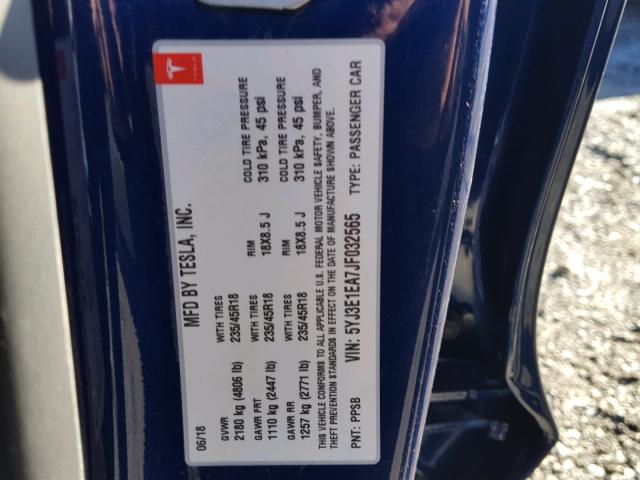 TESLA
MFD BY TESLA, INC.
06/18
GVWR WITH TIRES RIM COLD TIRE PRESSURE
2180 kg (4806 lb) 235/45R18 18X8.5 J 310 kPa, 45 psi
GAWR FRT WITH TIRES RIM COLD TIRE PRESSURE
1110 kg (2447 lb) 235/45R18 18X8.5 J 310 kPa, 45 psi
GAWR RR WITH TIRES
1257 kg (2771 lb) 235/45R18
THIS VEHICLE CONFORMS TO ALL APPLICABLE U.S. FEDERAL MOTOR VEHICLE SAFETY, BUMPER, AND
THEFT PREVENTION STANDARDS IN EFFECT ON THE DATE OF MANUFACTURE SHOWN ABOVE.
PNT: PPSB VIN: 5YJ3E1EA7JF032565 TYPE: PASSENGER CAR